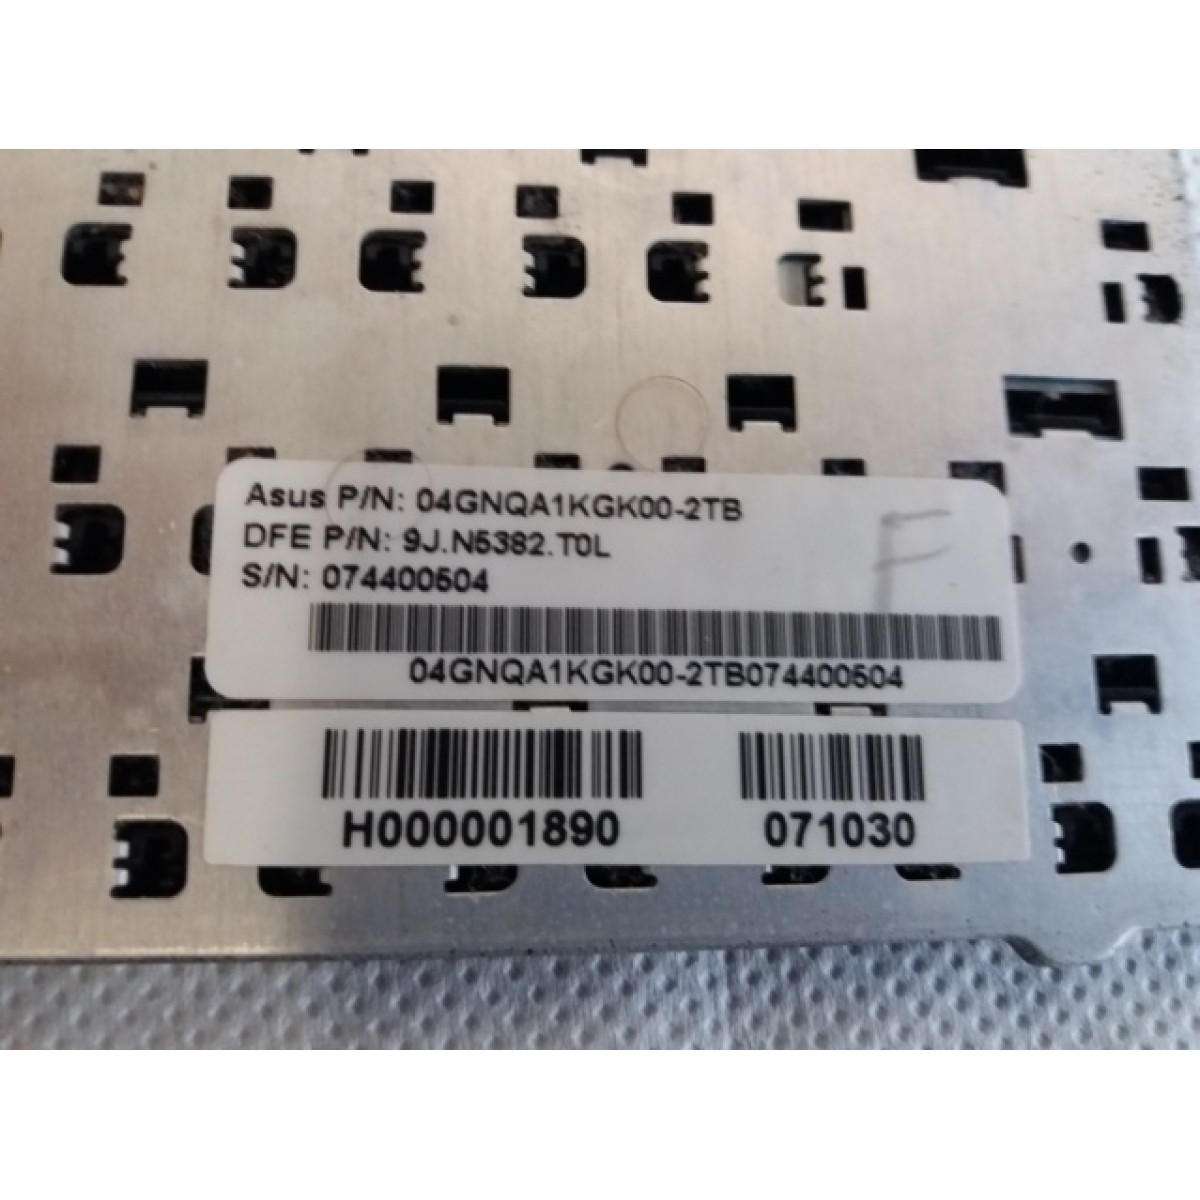 Asus P/N: 04GNQA1KGK00-2TB
DFE P/N: 9J.N5382.T0L
S/N: 074400504
F
04GNQA1KGK00-2TB074400504
H000001890 071030